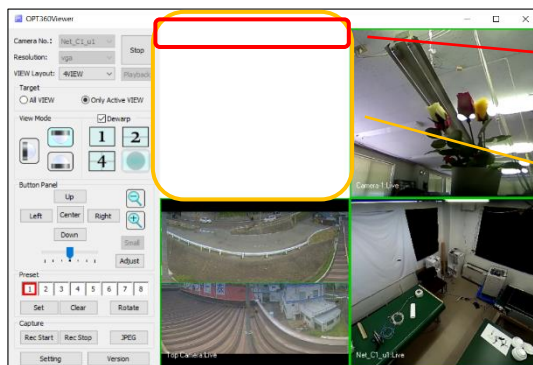 OPT360Viewer
Camera No.: Net_C1_u1
Stop
Resolution: vga
VIEW Layout: 4VIEW
Playback
Target
All VIEW Only Active VIEW
View Mode Dewarp
1 2
4
Button Panel
Up
Left Center Right
Down
Small
Adjust
Preset
1 2 3 4 5 6 7 8
Set Clear Rotate
Capture
Rec Start Rec Stop JPEG
Setting Version
Camera-1:Live
Top Camera:Live
Net_C1_u1:Live